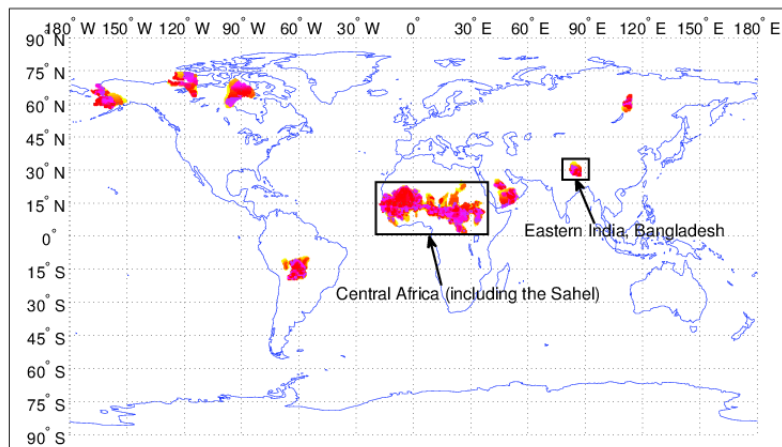 180° W 150° W 120° W 90° W 60° W 30° W 0° 30° E 60° E 90° E 120° E 150° E 180° E
90° N
75° N
60° N
45° N
30° N
15° N
0°
Eastern India, Bangladesh
15° S
Central Africa (including the Sahel)
30° S
45° S
60° S
75° S
90° S